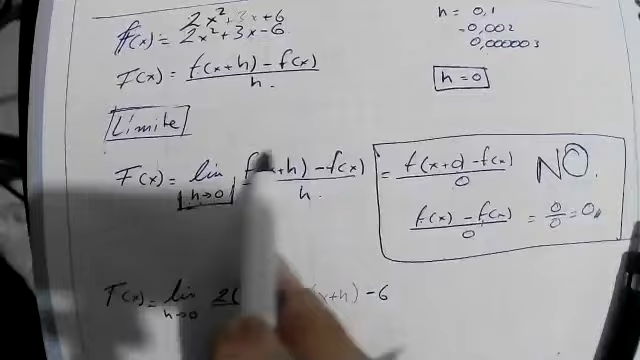 2x² + 3x + 6
f(x) = 2x² + 3x - 6
F(x) = f(x+h) - f(x)
h
h = 0,1
= 0,002
0,000003
h = 0
Límite
F(x) = lim f(x+h) - f(x)
h→0 h
= f(x+0 - f(x)
0
NO.
f(x) - f(x) = 0/0 = 0
0
F(x) = lim 2( (x+h) - 6
h→0